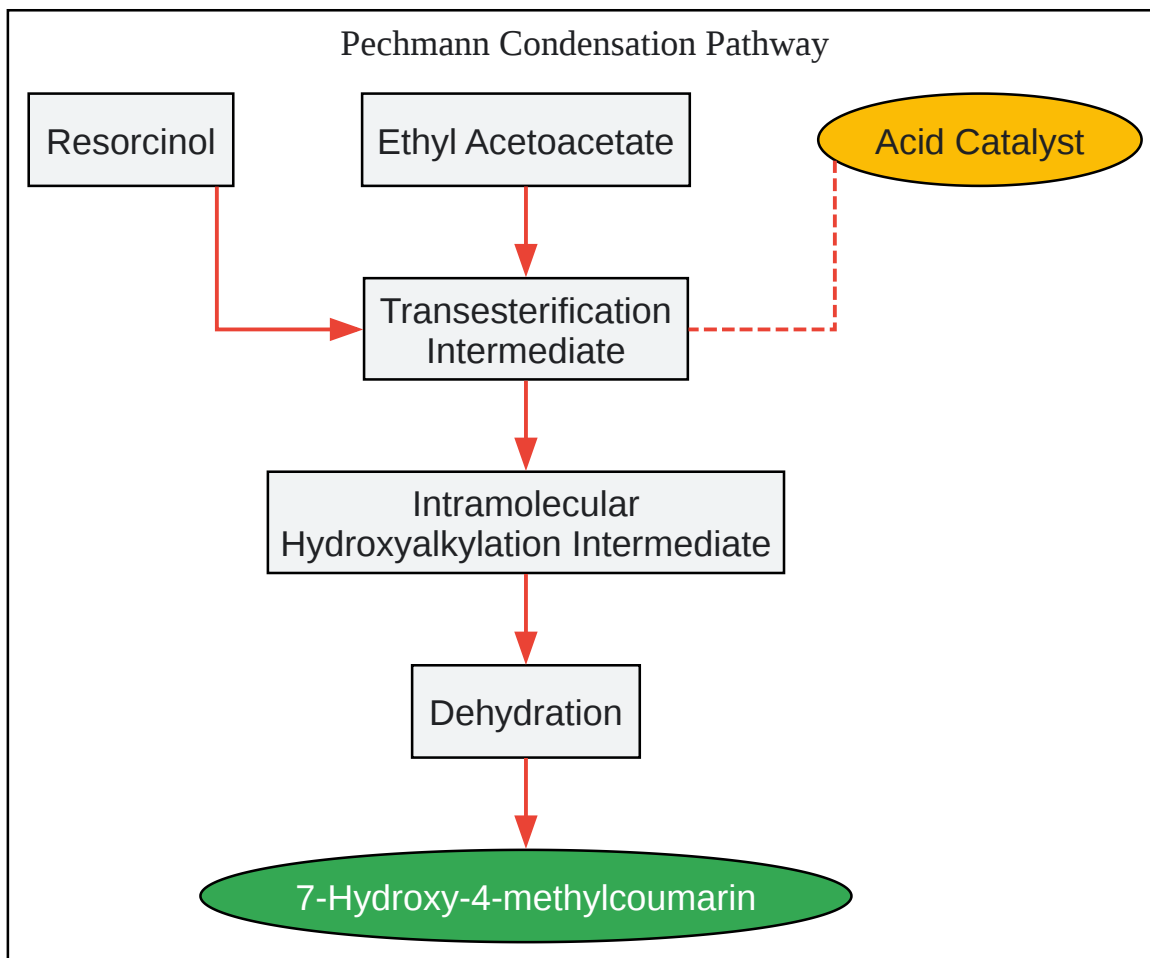 Pechmann Condensation Pathway
Resorcinol
Ethyl Acetoacetate
Acid Catalyst
Transesterification
Intermediate
Intramolecular
Hydroxyalkylation Intermediate
Dehydration
7-Hydroxy-4-methylcoumarin